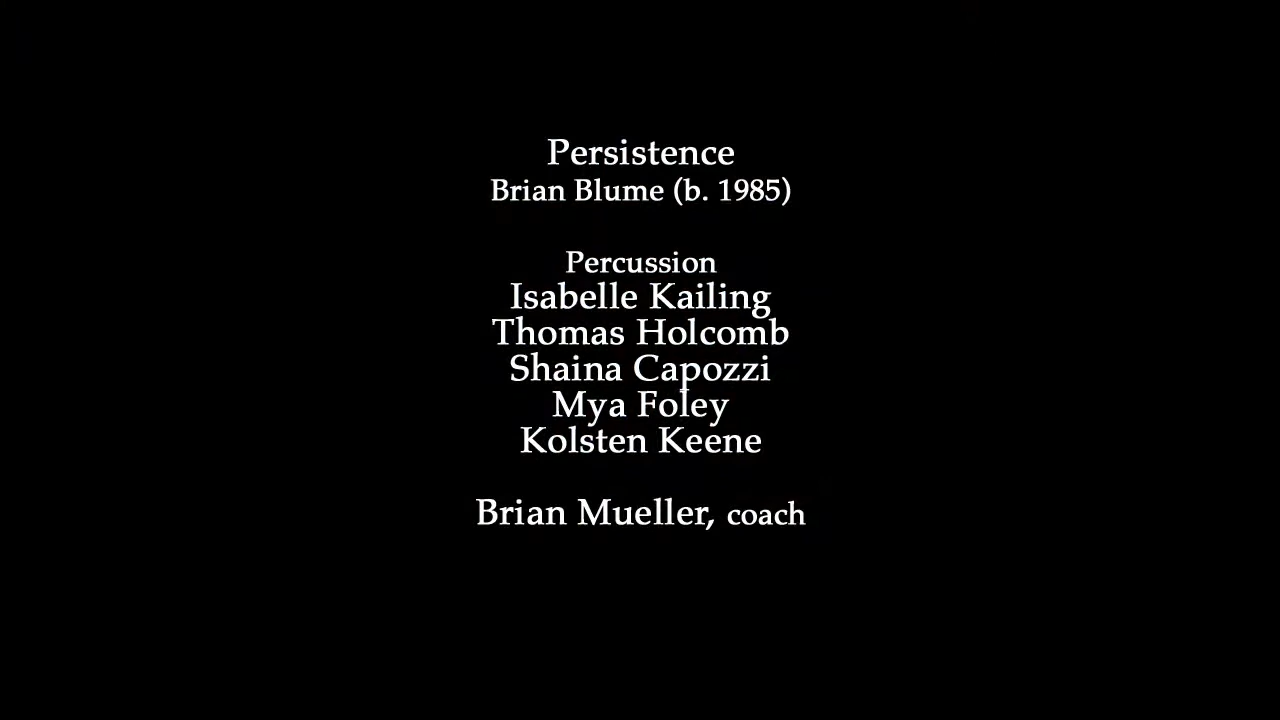 Persistence
Brian Blume (b. 1985)
Percussion
Isabelle Kailing
Thomas Holcomb
Shaina Capozzi
Mya Foley
Kolsten Keene
Brian Mueller, coach